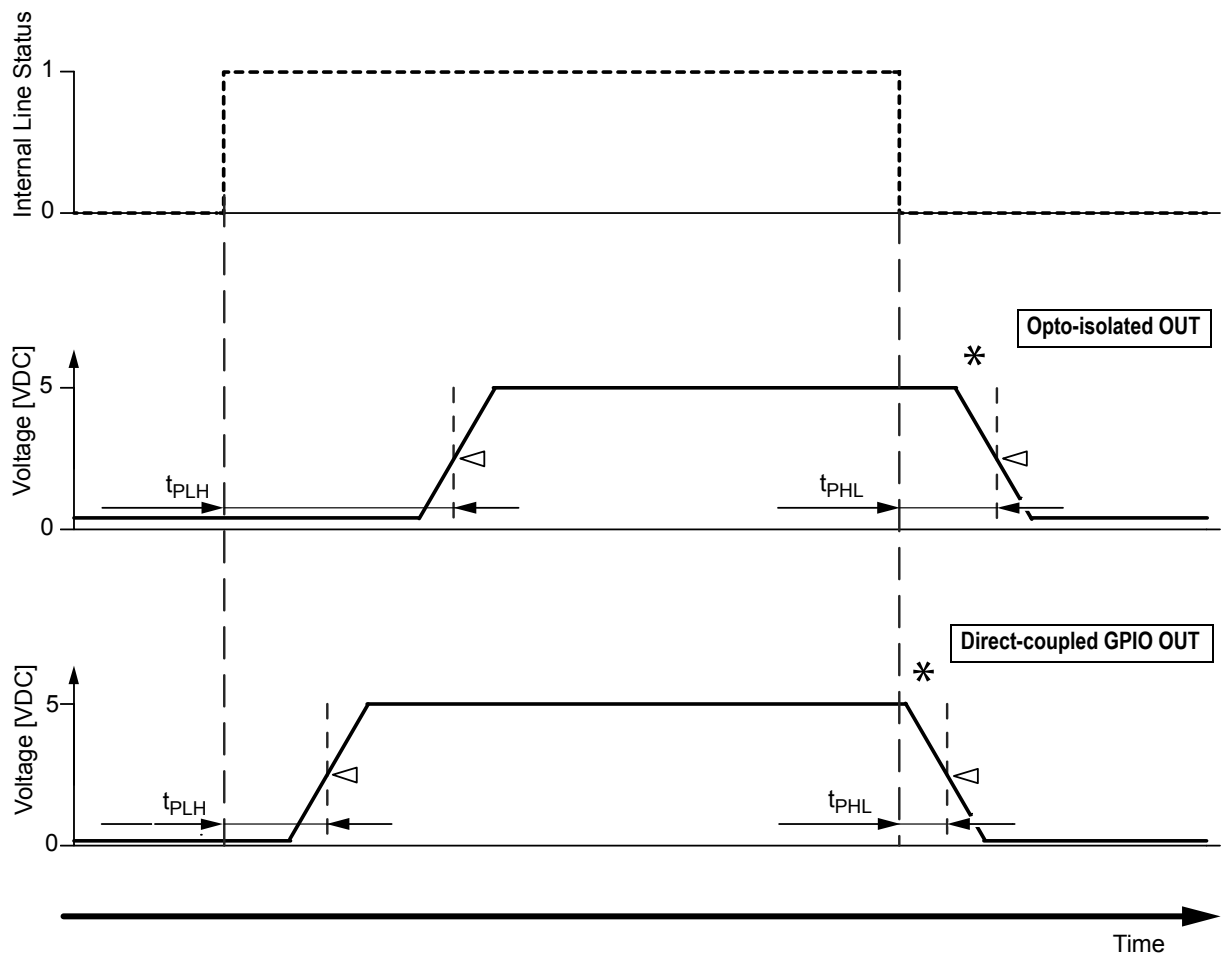 Internal Line Status
1
0
Opto-isolated OUT
*
Voltage [VDC]
5
tPLH
tPHL
0
Direct-coupled GPIO OUT
*
Voltage [VDC]
5
tPLH
tPHL
0
Time